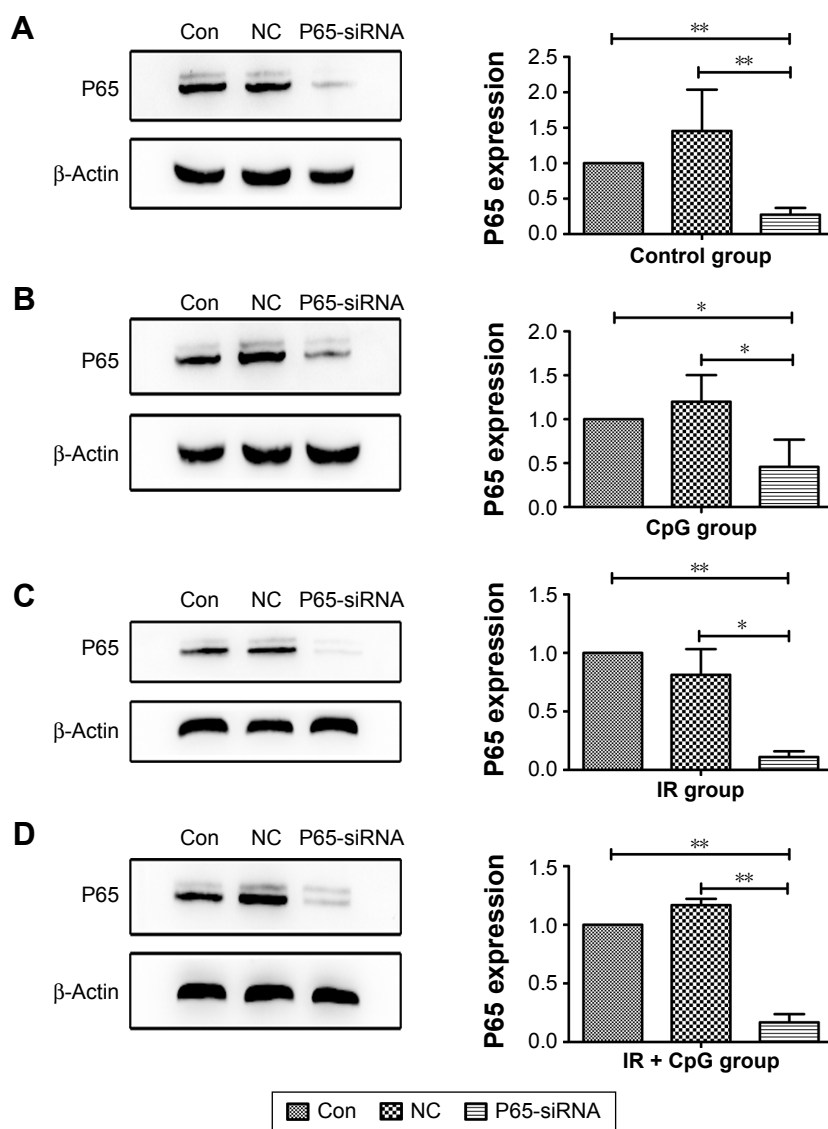 A
Con NC P65-siRNA
P65
β-Actin
**
**
P65 expression
2.5
2.0
1.5
1.0
0.5
0.0
Control group
B
Con NC P65-siRNA
P65
β-Actin
*
*
P65 expression
2.0
1.5
1.0
0.5
0.0
CpG group
C
Con NC P65-siRNA
P65
β-Actin
**
*
P65 expression
1.5
1.0
0.5
0.0
IR group
D
Con NC P65-siRNA
P65
β-Actin
**
**
P65 expression
1.5
1.0
0.5
0.0
IR + CpG group
Con NC P65-siRNA